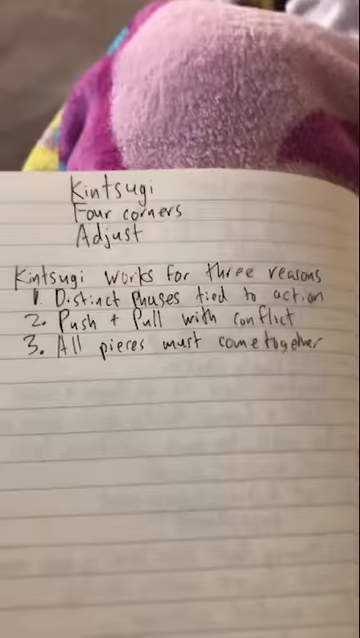 Kintsugi
Four corners
Adjust
Kintsugi works for three reasons
1. Distinct phases tied to action
2. Push + Pull with conflict
3. All pieces must come together